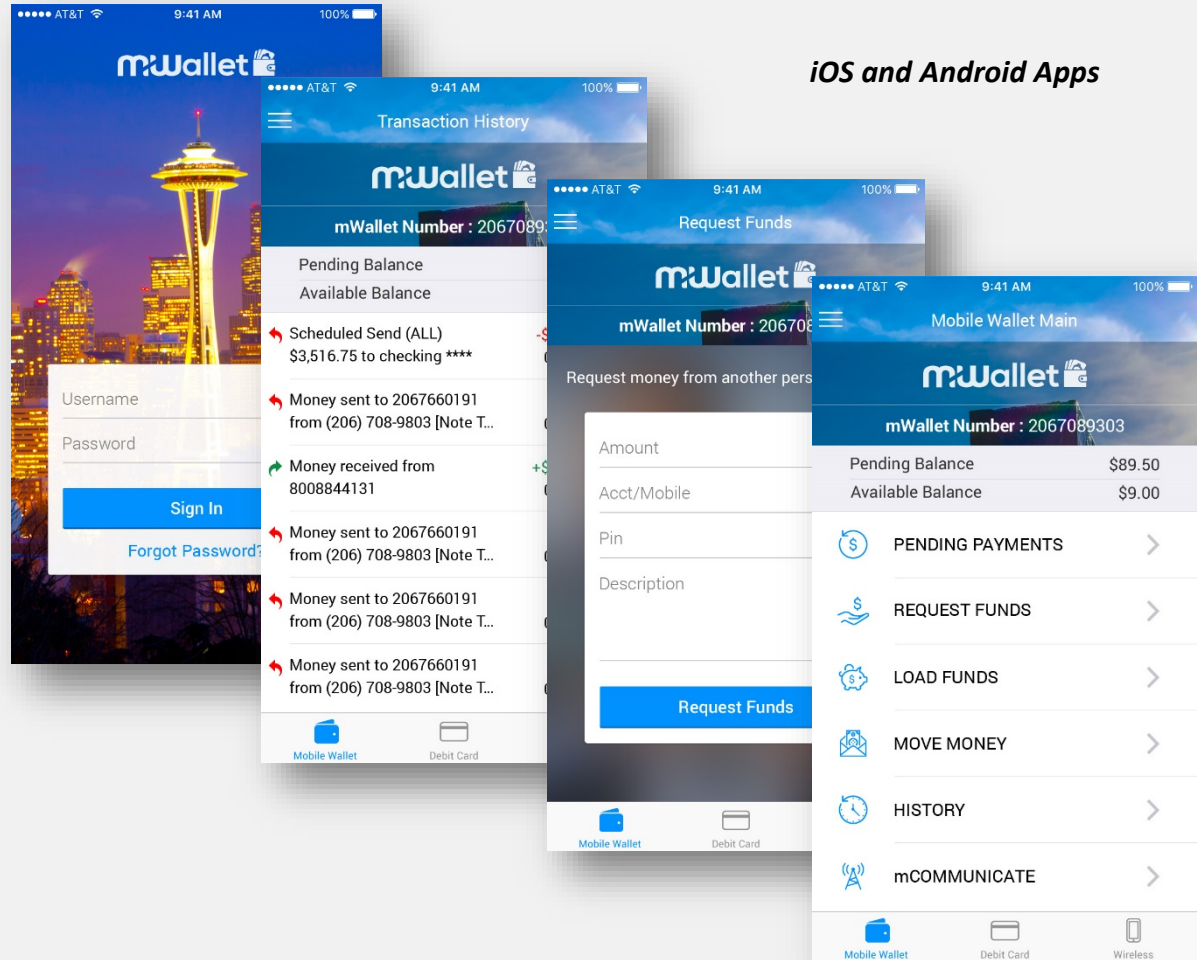 AT&T 9:41 AM 100%
mWallet
Username
Password
Sign In
Forgot Password?
AT&T 9:41 AM 100%
Transaction History
mWallet
mWallet Number : 2067089
Pending Balance
Available Balance
Scheduled Send (ALL) -$
$3,516.75 to checking ****
Money sent to 2067660191
from (206) 708-9803 [Note T...
Money received from +$
8008844131
Money sent to 2067660191
from (206) 708-9803 [Note T...
Money sent to 2067660191
from (206) 708-9803 [Note T...
Money sent to 2067660191
from (206) 708-9803 [Note T...
Mobile Wallet Debit Card
iOS and Android Apps
AT&T 9:41 AM 100%
Request Funds
mWallet
mWallet Number : 20670
Request money from another pers
Amount
Acct/Mobile
Pin
Description
Request Funds
Mobile Wallet Debit Card
AT&T 9:41 AM 100%
Mobile Wallet Main
mWallet
mWallet Number : 2067089303
Pending Balance $89.50
Available Balance $9.00
PENDING PAYMENTS
REQUEST FUNDS
LOAD FUNDS
MOVE MONEY
HISTORY
mCOMMUNICATE
Mobile Wallet Debit Card Wireless